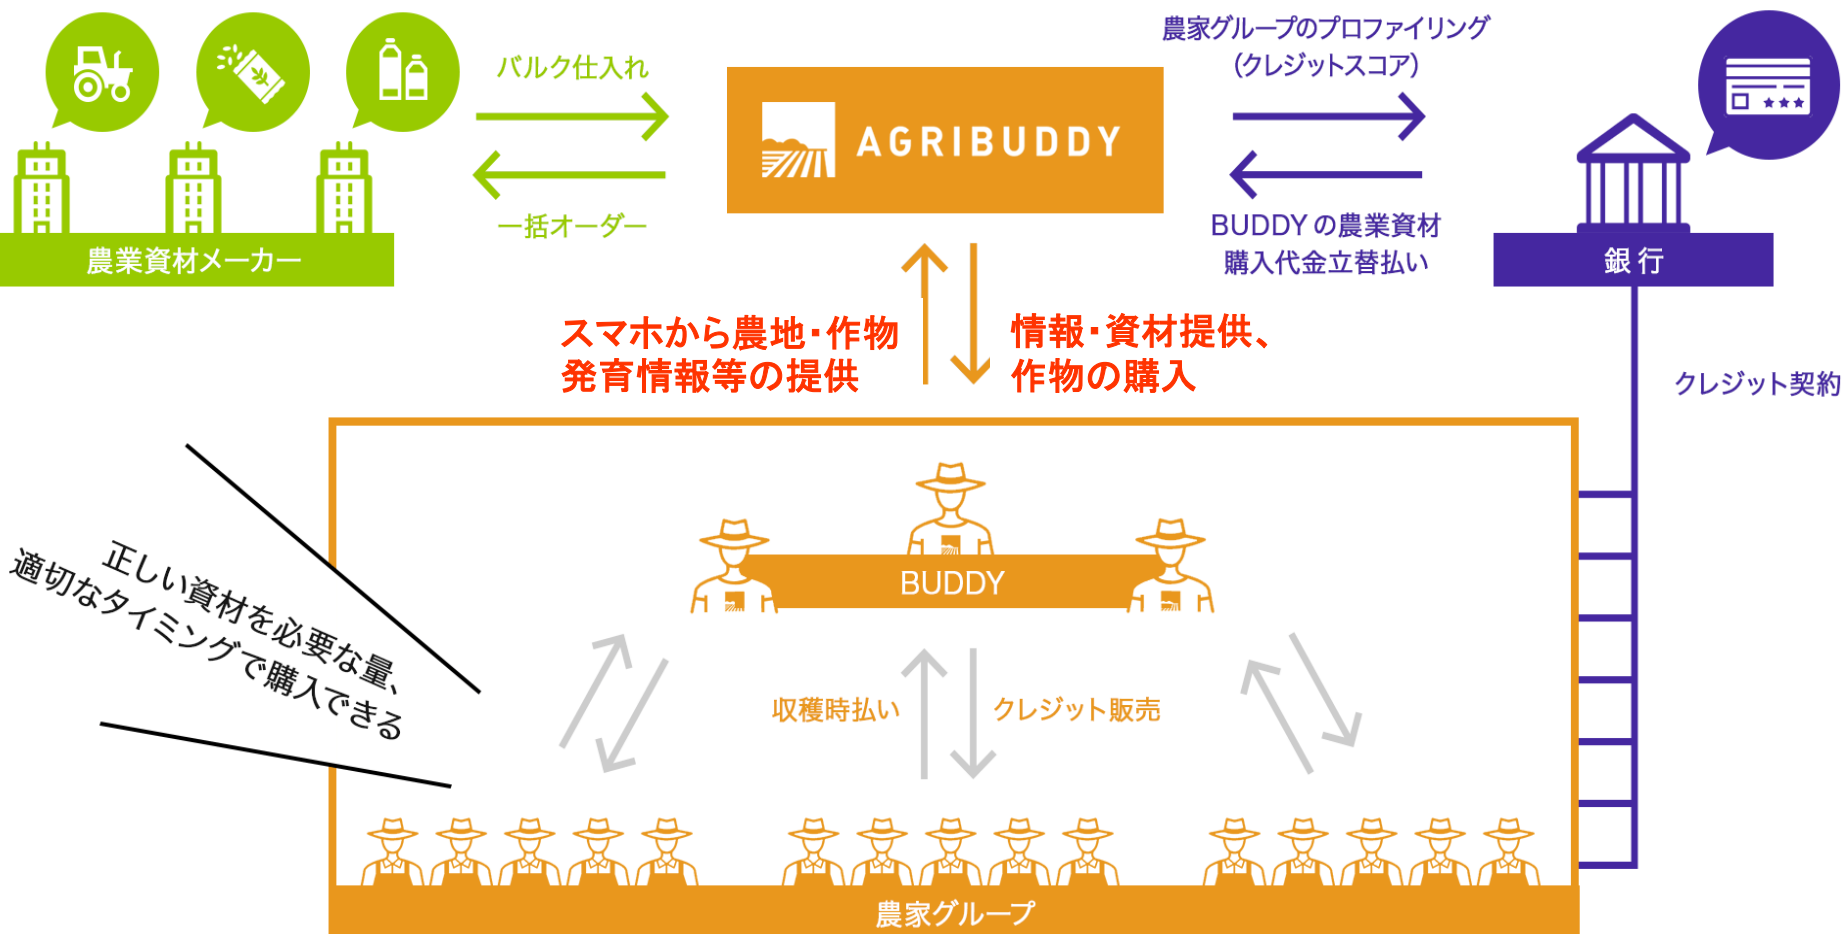 バルク仕入れ
一括オーダー
農業資材メーカー
AGRIBUDDY
農家グループのプロファイリング
(クレジットスコア)
BUDDYの農業資材
購入代金立替払い
銀行
スマホから農地・作物
発育情報等の提供
情報・資材提供、
作物の購入
クレジット契約
正しい資材を必要な量、
適切なタイミングで購入できる
BUDDY
収穫時払い
クレジット販売
農家グループ